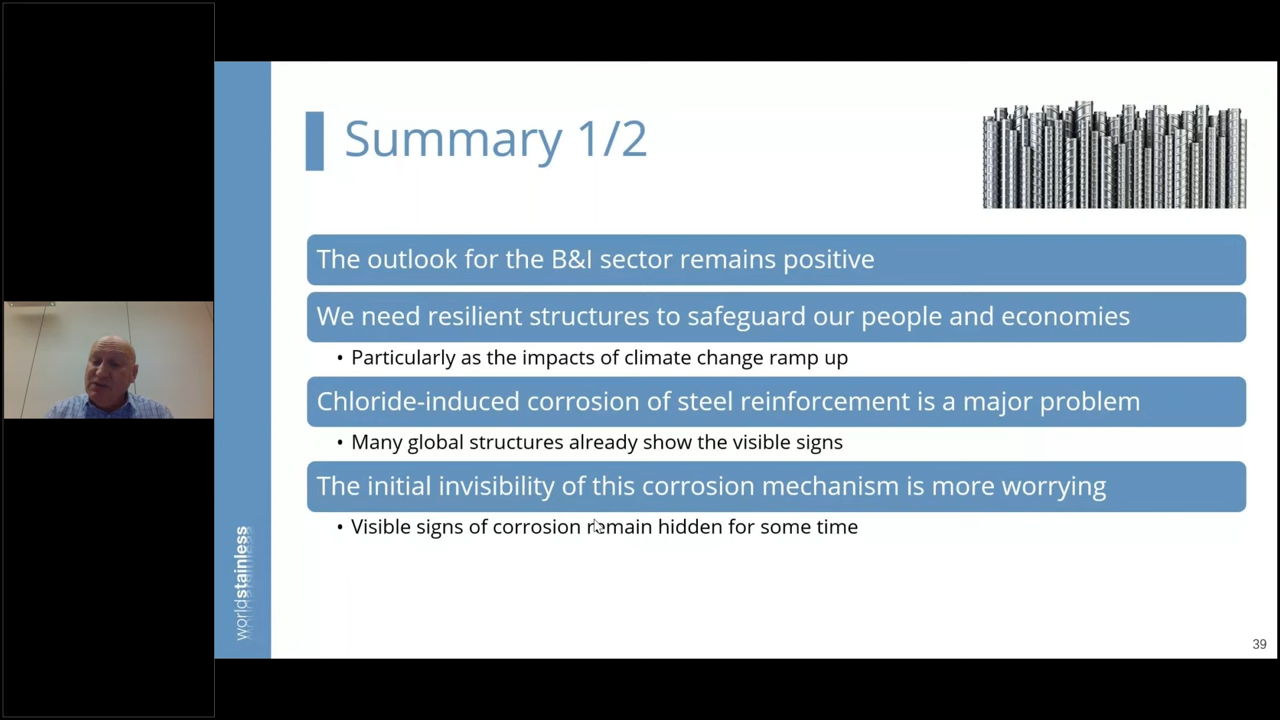 Summary 1/2
The outlook for the B&I sector remains positive
We need resilient structures to safeguard our people and economies
• Particularly as the impacts of climate change ramp up
Chloride-induced corrosion of steel reinforcement is a major problem
• Many global structures already show the visible signs
The initial invisibility of this corrosion mechanism is more worrying
• Visible signs of corrosion remain hidden for some time
worldstainless
39